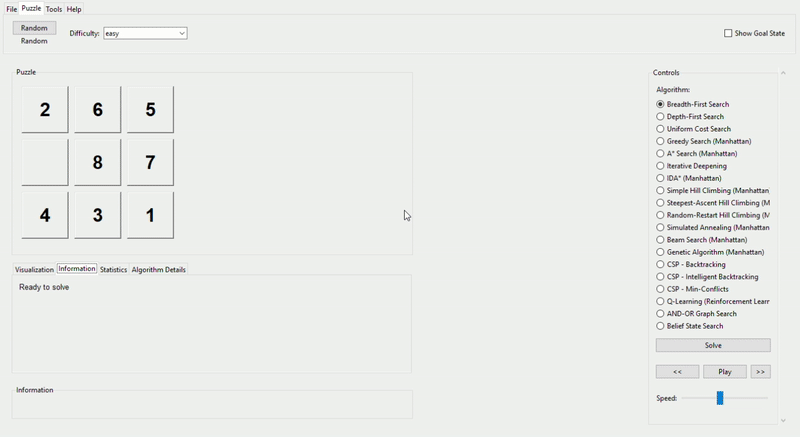 File Puzzle Tools Help
Random
Random
Difficulty: easy
Show Goal State
Puzzle
2 6 5
8 7
4 3 1
Visualization Information Statistics Algorithm Details
Ready to solve
Information
Controls
Algorithm:
Breadth-First Search
Depth-First Search
Uniform Cost Search
Greedy Search (Manhattan)
A* Search (Manhattan)
Iterative Deepening
IDA* (Manhattan)
Simple Hill Climbing (Manhattan
Steepest-Ascent Hill Climbing (M
Random-Restart Hill Climbing (M
Simulated Annealing (Manhattan
Beam Search (Manhattan)
Genetic Algorithm (Manhattan)
CSP - Backtracking
CSP - Intelligent Backtracking
CSP - Min-Conflicts
Q-Learning (Reinforcement Learr
AND-OR Graph Search
Belief State Search
Solve
<< Play >>
Speed: